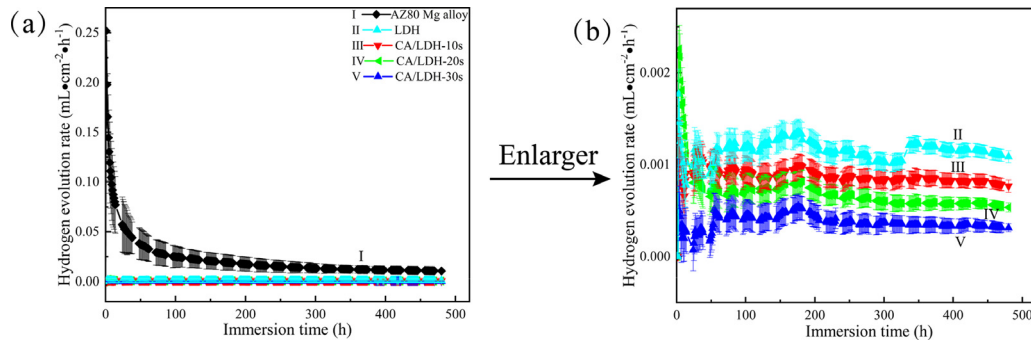 (a)
Hydrogen evolution rate (mL•cm⁻²•h⁻¹)
0.25
0.20
0.15
0.10
0.05
0.00
I AZ80 Mg alloy
II LDH
III CA/LDH-10s
IV CA/LDH-20s
V CA/LDH-30s
I
0 100 200 300 400 500
Immersion time (h)
Enlarger
(b)
Hydrogen evolution rate (mL•cm⁻²•h⁻¹)
0.002
0.001
0.000
II
III
IV
V
0 100 200 300 400 500
Immersion time (h)